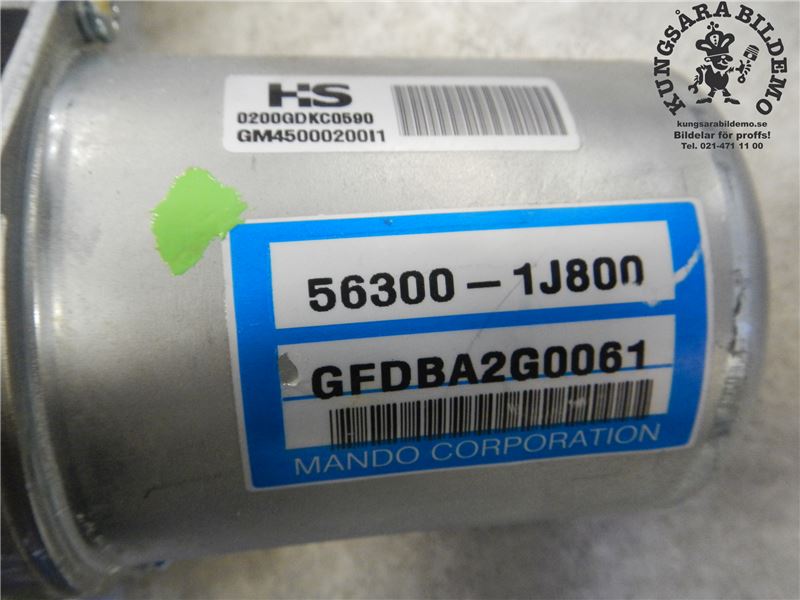 HS
0200GDKC0590
GM4500020011
56300-1J800
GFDBA2G0061
MANDO CORPORATION
KUNGSÅRA BILDEMO
kungsarabildemo.se
Bildelar för proffs!
Tel. 021-471 11 00